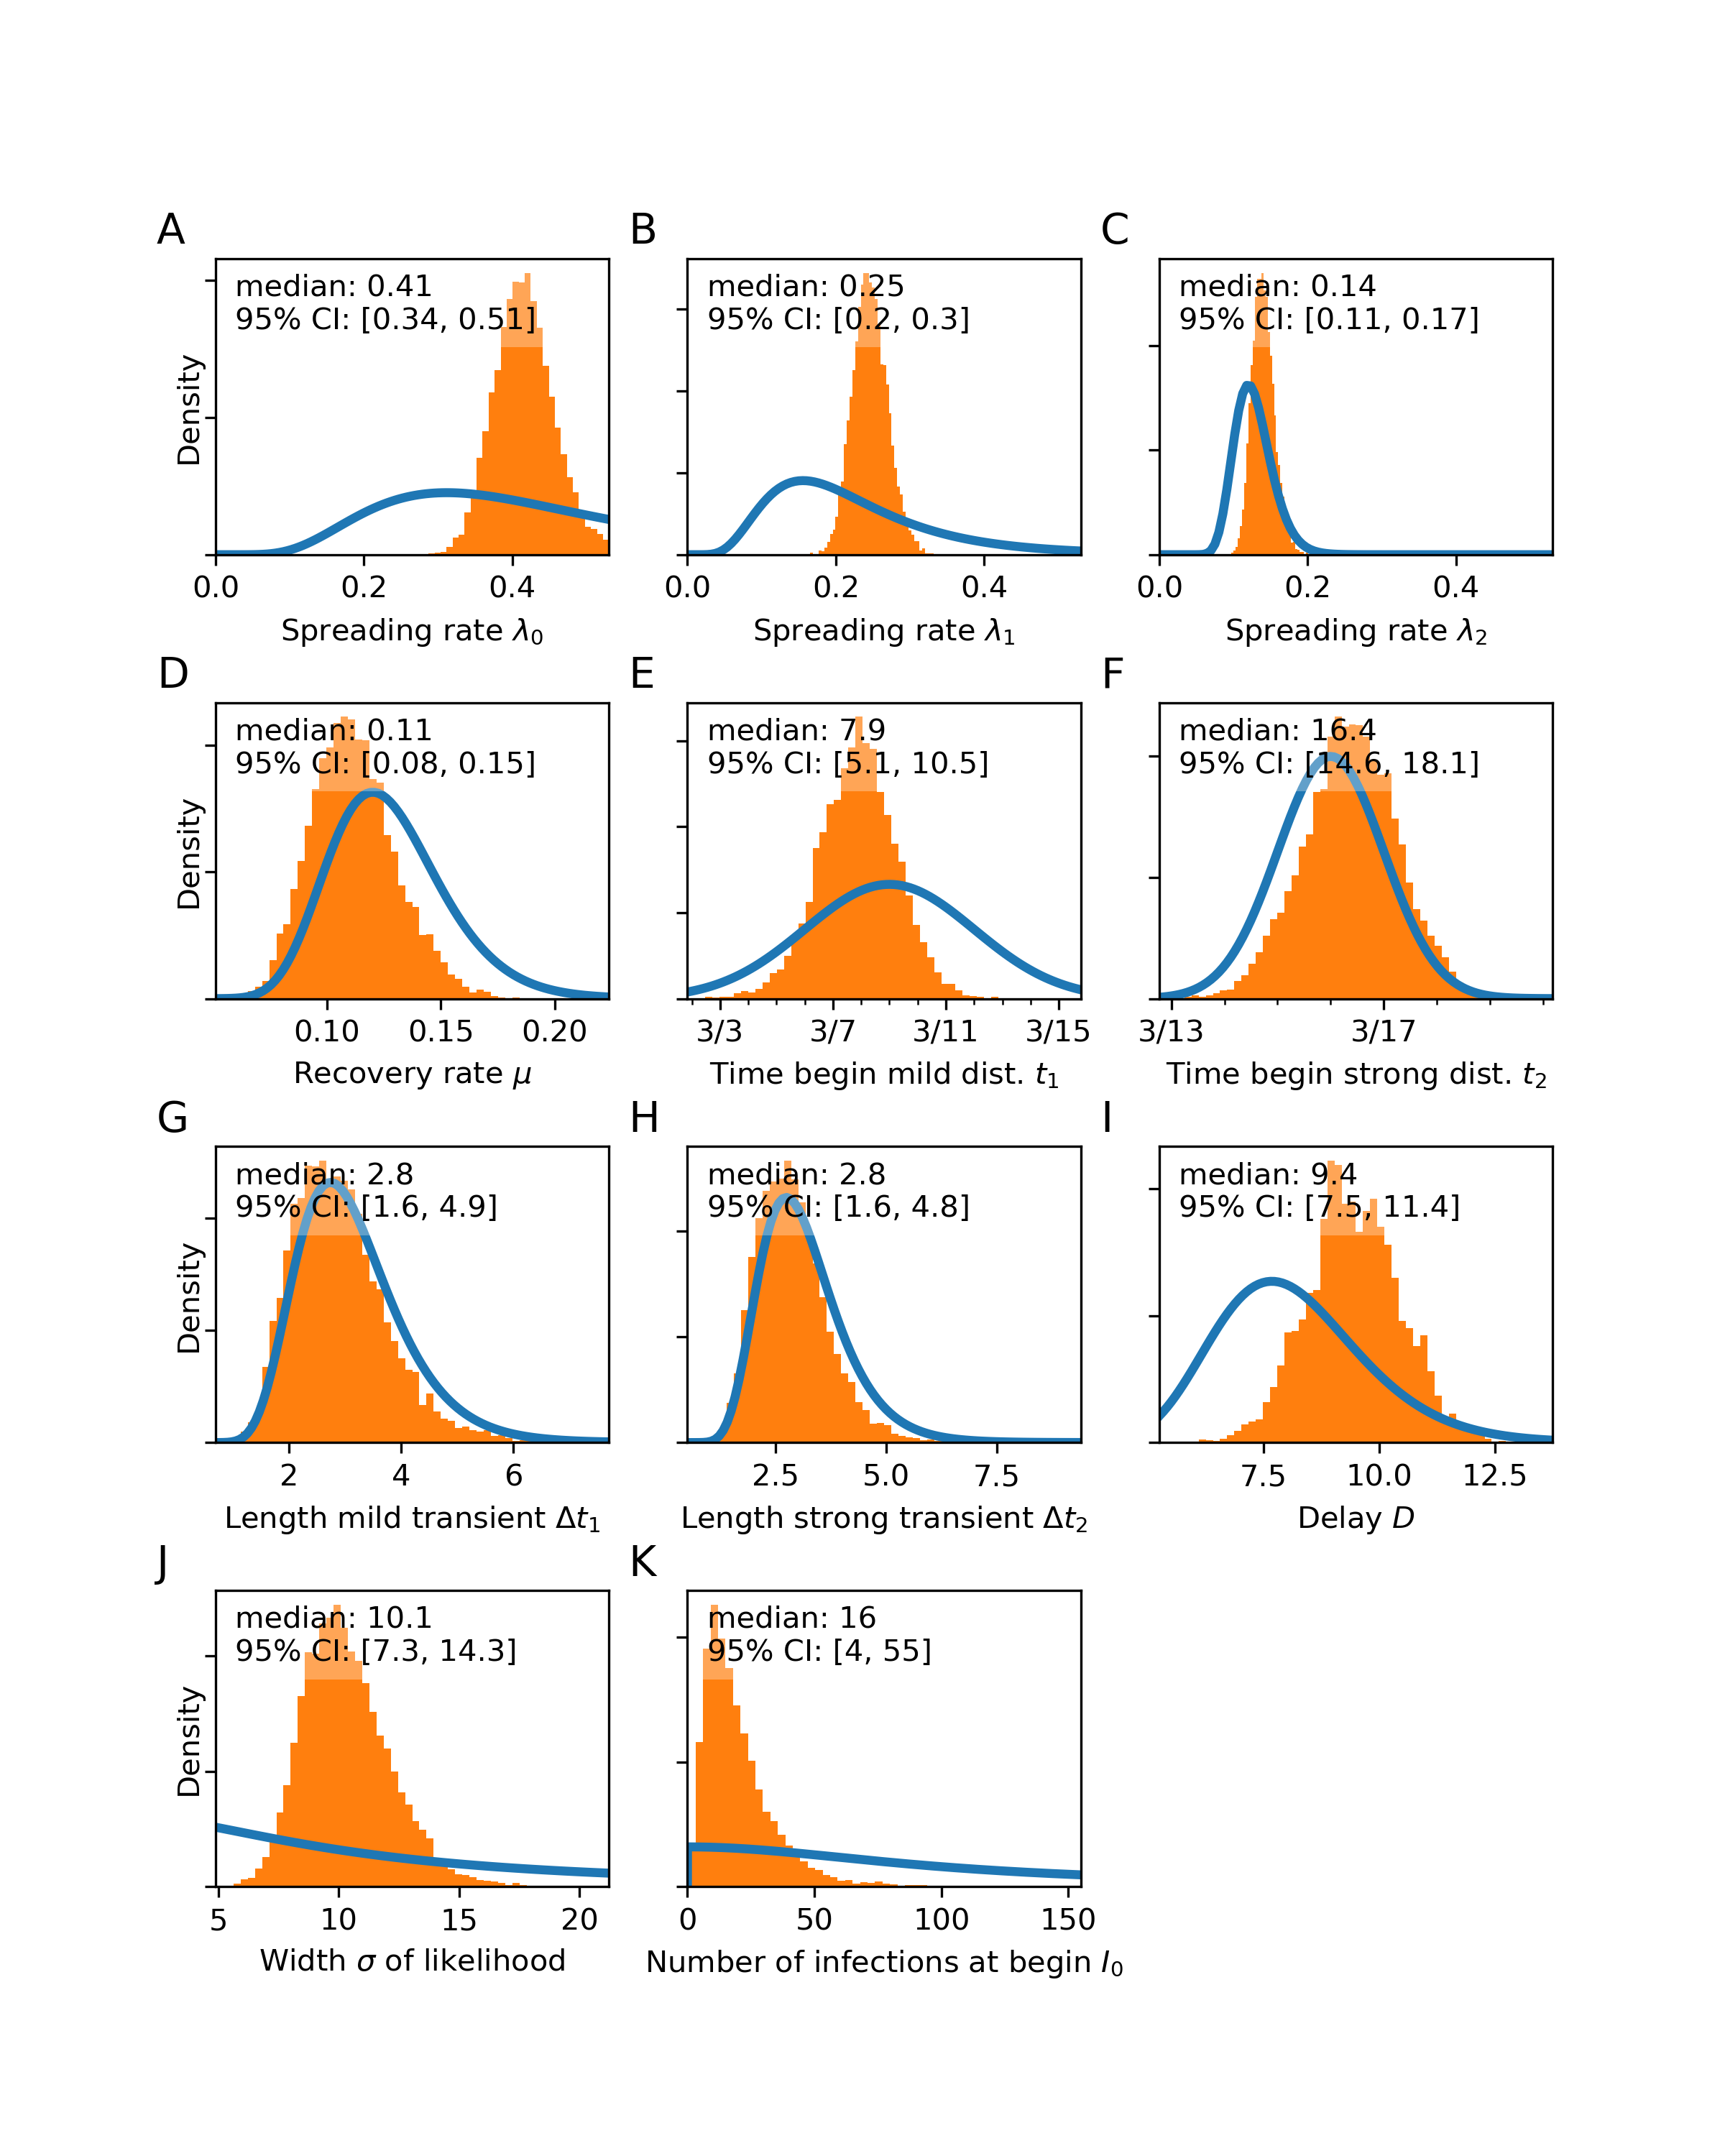 A
B
C
median: 0.41
95% CI: [0.34, 0.51]
median: 0.25
95% CI: [0.2, 0.3]
median: 0.14
95% CI: [0.11, 0.17]
Density
0.0 0.2 0.4
0.0 0.2 0.4
0.0 0.2 0.4
Spreading rate λ₀
Spreading rate λ₁
Spreading rate λ₂
D
E
F
median: 0.11
95% CI: [0.08, 0.15]
median: 7.9
95% CI: [5.1, 10.5]
median: 16.4
95% CI: [14.6, 18.1]
Density
0.10 0.15 0.20
3/3 3/7 3/11 3/15
3/13 3/17
Recovery rate μ
Time begin mild dist. t₁
Time begin strong dist. t₂
G
H
I
median: 2.8
95% CI: [1.6, 4.9]
median: 2.8
95% CI: [1.6, 4.8]
median: 9.4
95% CI: [7.5, 11.4]
Density
2 4 6
2.5 5.0 7.5
7.5 10.0 12.5
Length mild transient Δt₁
Length strong transient Δt₂
Delay D
J
K
median: 10.1
95% CI: [7.3, 14.3]
median: 16
95% CI: [4, 55]
Density
5 10 15 20
0 50 100 150
Width σ of likelihood
Number of infections at begin I₀